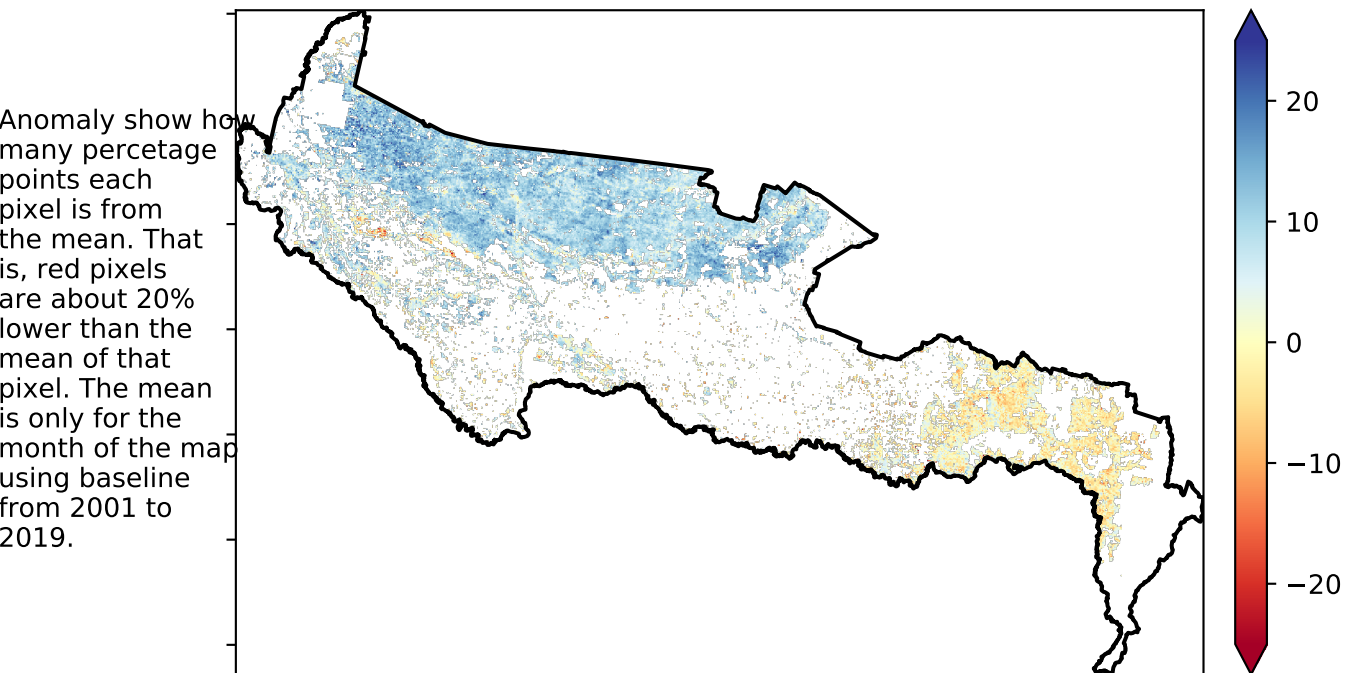 Anomaly show how
many percetage
points each
pixel is from
the mean. That
is, red pixels
are about 20%
lower than the
mean of that
pixel. The mean
is only for the
month of the map
using baseline
from 2001 to
2019.
20
10
0
−10
−20